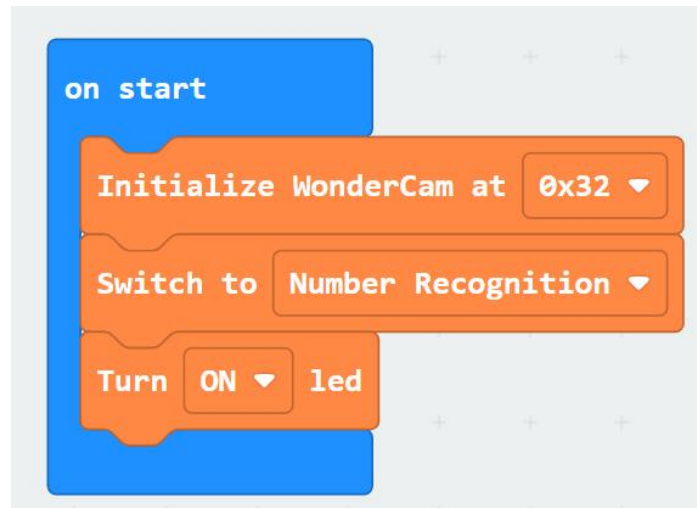 on start
Initialize WonderCam at 0x32
Switch to Number Recognition
Turn ON led